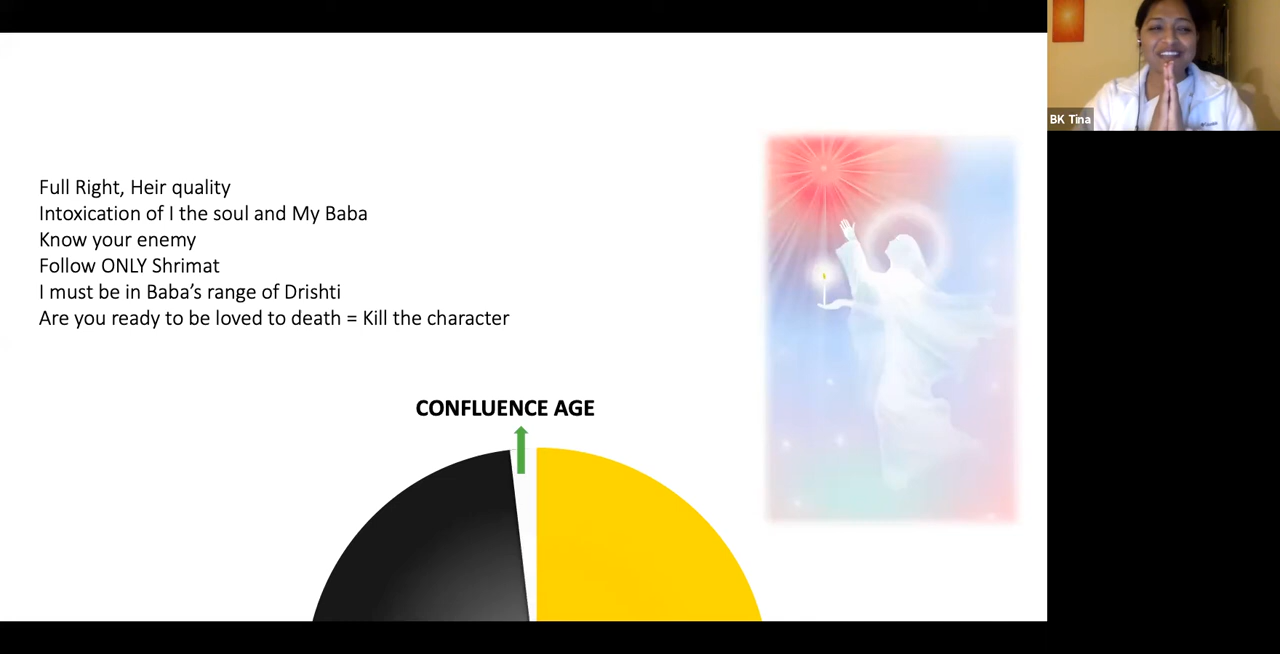 Full Right, Heir quality
Intoxication of I the soul and My Baba
Know your enemy
Follow ONLY Shrimat
I must be in Baba’s range of Drishti
Are you ready to be loved to death = Kill the character
CONFLUENCE AGE
BK Tina